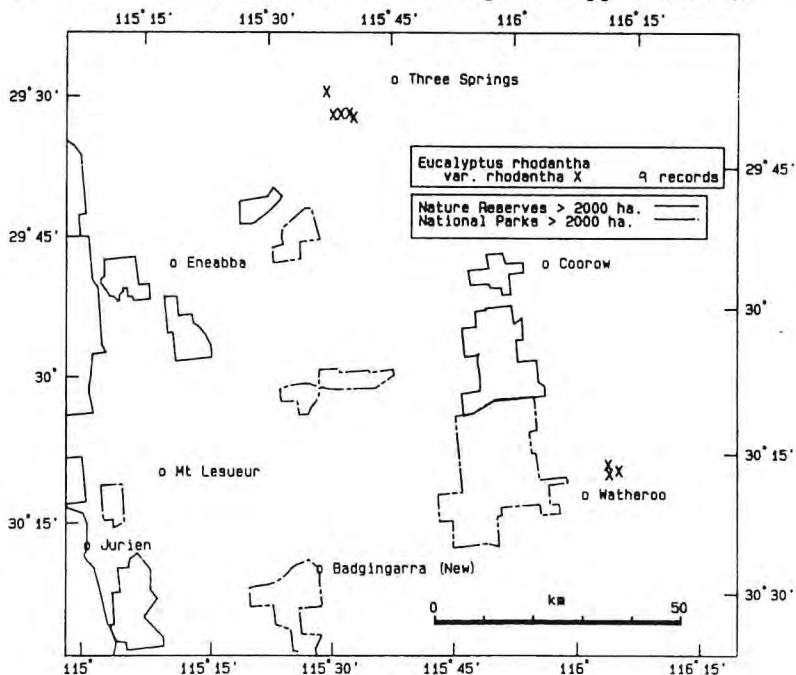 115° 15' 115° 30' 115° 45' 116° 116° 15'
o Three Springs
29° 30'
X
XXXX
Eucalyptus rhodantha
var. rhodantha X 9 records
29° 45'
Nature Reserves > 2000 ha.
National Parks > 2000 ha.
29° 45'
o Eneabba
o Coorow
30°
30°
30° 15'
X
XX
o Mt Lesueur
o Watheroo
30° 15'
o Jurien
o Badgingarra (New)
km
30° 30'
0 50
115° 115° 15' 115° 30' 115° 45' 116° 116° 15'